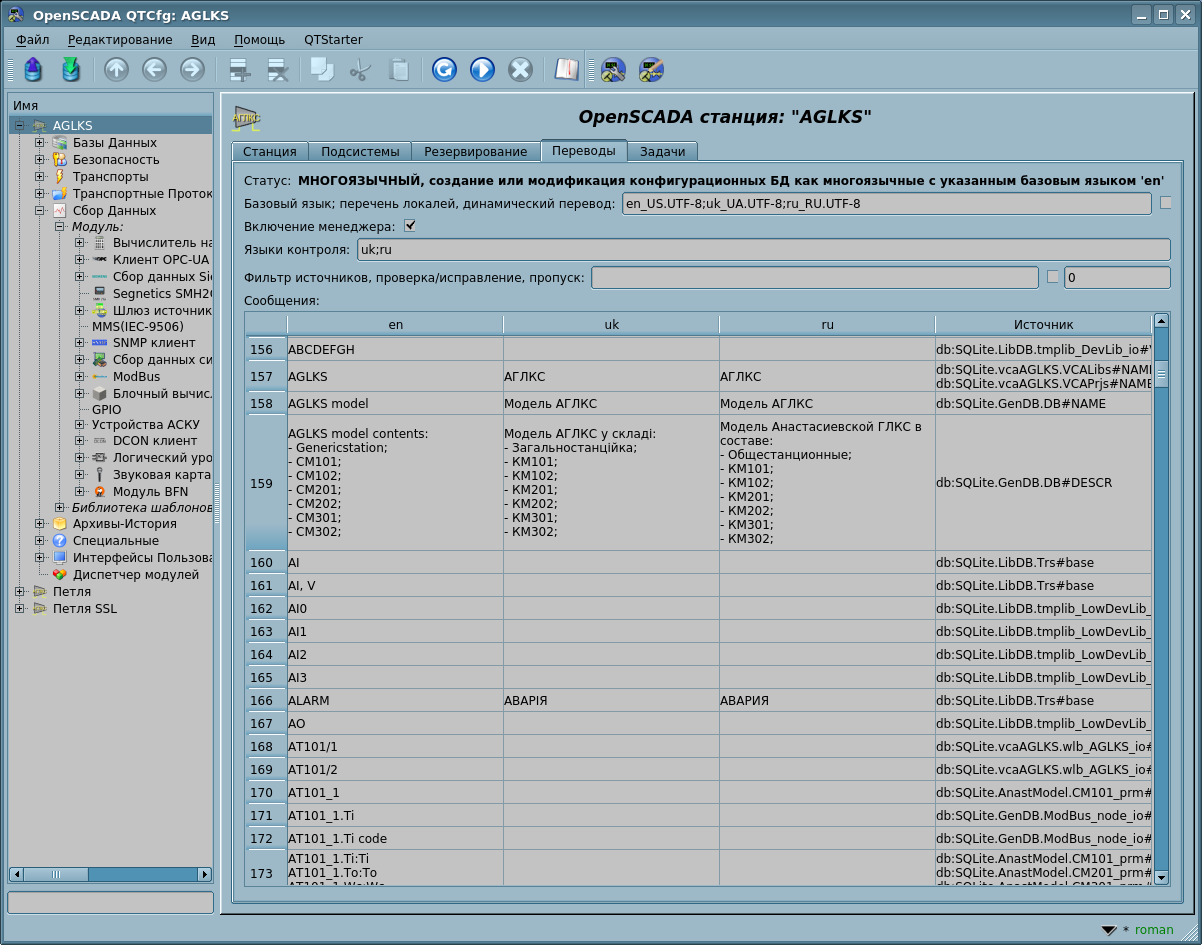 OpenSCADA QTCfg: AGLKS
Файл Редактирование Вид Помощь QTStarter
Имя
AGLKS
Базы Данных
Безопасность
Транспорты
Транспортные Проток
Сбор Данных
Модуль:
Вычислитель на
Клиент OPC-UA
Сбор данных Sie
Segnetics SMH2
Шлюз источник
MMS(IEC-9506)
SNMP клиент
Сбор данных си
ModBus
Блочный вычис.
GPIO
Устройства АСКУ
DCON клиент
Логический уро
Звуковая карта
Модуль BFN
Библиотека шаблонов
Архивы-История
Специальные
Интерфейсы Пользова
Диспетчер модулей
Петля
Петля SSL
АГЛКС
OpenSCADA станция: "AGLKS"
Станция Подсистемы Резервирование Переводы Задачи
Статус: МНОГОЯЗЫЧНЫЙ, создание или модификация конфигурационных БД как многоязычные с указанным базовым языком 'en'
Базовый язык; перечень локалей, динамический перевод: en_US.UTF-8;uk_UA.UTF-8;ru_RU.UTF-8
Включение менеджера:
Языки контроля: uk;ru
Фильтр источников, проверка/исправление, пропуск: 0
Сообщения:
en uk ru Источник
156 ABCDEFGH db:SQLite.LibDB.tmplib_DevLib_io#
157 AGLKS АГЛКС АГЛКС db:SQLite.vcaAGLKS.VCALibs#NAM
db:SQLite.vcaAGLKS.VCAPrjs#NAME
158 AGLKS model Модель АГЛКС Модель АГЛКС db:SQLite.GenDB.DB#NAME
159 db:SQLite.GenDB.DB#DESCR
AGLKS model contents:
- Genericstation;
- CM101;
- CM102;
- CM201;
- CM202;
- CM301;
- CM302;
Модель АГЛКС у складі:
- Загальностанційка;
- КМ101;
- КМ102;
- КМ201;
- КМ202;
- КМ301;
- КМ302;
Модель Анастасиевской ГЛКС в
составе:
- Общестанционные;
- КМ101;
- КМ102;
- КМ201;
- КМ202;
- КМ301;
- КМ302;
160 AI db:SQLite.LibDB.Trs#base
161 AI, V db:SQLite.LibDB.Trs#base
162 AI0 db:SQLite.LibDB.tmplib_LowDevLib_
163 AI1 db:SQLite.LibDB.tmplib_LowDevLib_
164 AI2 db:SQLite.LibDB.tmplib_LowDevLib_
165 AI3 db:SQLite.LibDB.tmplib_LowDevLib_
166 ALARM АВАРІЯ АВАРИЯ db:SQLite.LibDB.Trs#base
167 AO db:SQLite.LibDB.tmplib_LowDevLib_
168 AT101/1 db:SQLite.vcaAGLKS.wlb_AGLKS_io#
169 AT101/2 db:SQLite.vcaAGLKS.wlb_AGLKS_io#
170 AT101_1 db:SQLite.AnastModel.CM101_prm#
171 AT101_1.Ti db:SQLite.GenDB.ModBus_node_io#
172 AT101_1.Ti code db:SQLite.GenDB.ModBus_node_io#
173 AT101_1.Ti:Ti db:SQLite.AnastModel.CM101_prm#
AT101_1.To:To db:SQLite.AnastModel.CM201_prm#
* roman